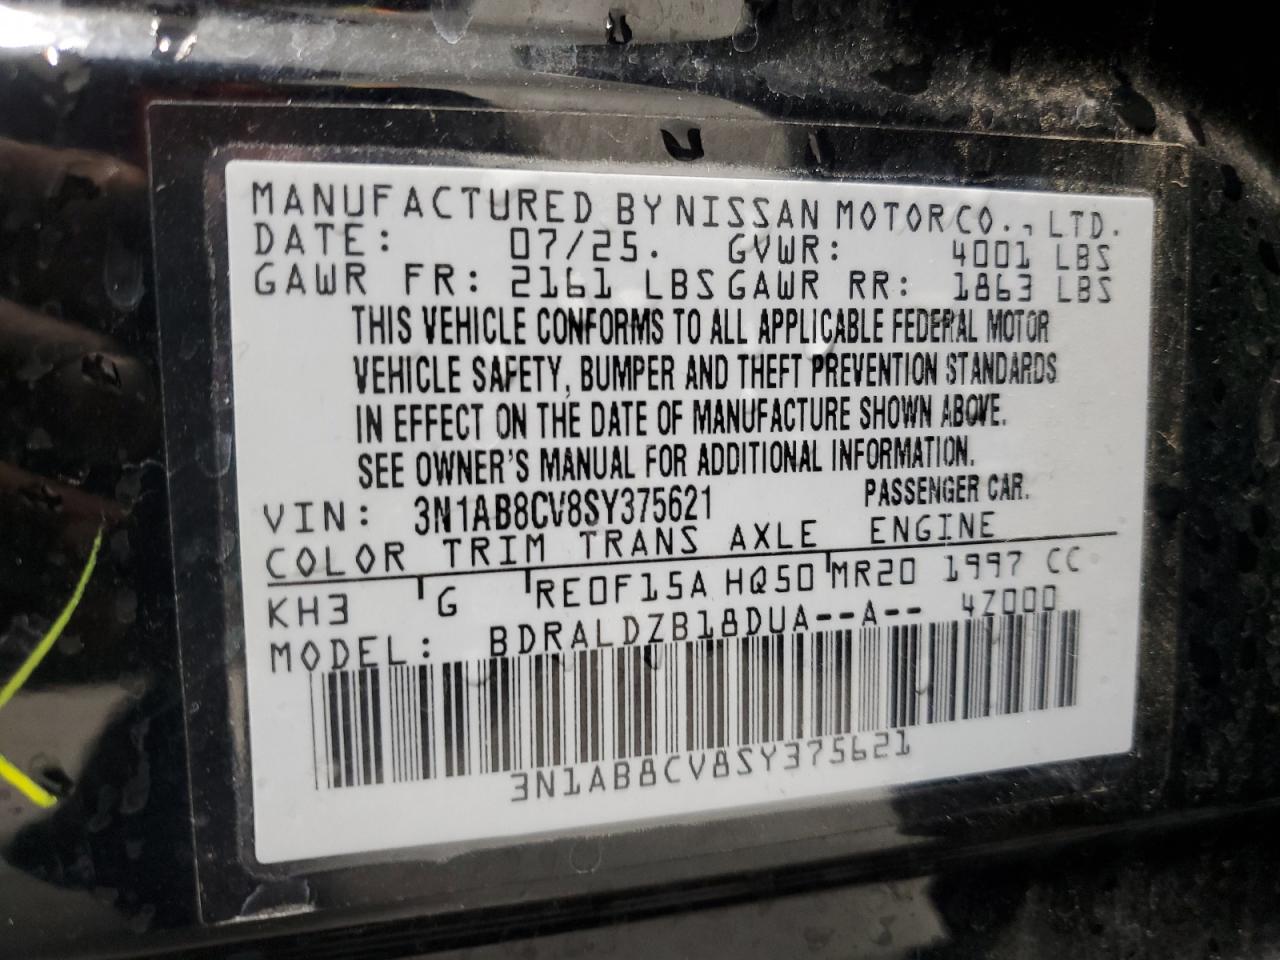 MANUFACTURED BY NISSAN MOTOR CO., LTD.
DATE: 07/25. GVWR: 4001 LBS
GAWR FR: 2161 LBS GAWR RR: 1863 LBS
THIS VEHICLE CONFORMS TO ALL APPLICABLE FEDERAL MOTOR
VEHICLE SAFETY, BUMPER AND THEFT PREVENTION STANDARDS
IN EFFECT ON THE DATE OF MANUFACTURE SHOWN ABOVE.
SEE OWNER'S MANUAL FOR ADDITIONAL INFORMATION.
VIN: 3N1AB8CV8SY375621 PASSENGER CAR.
COLOR TRIM TRANS AXLE ENGINE
KH3 G RE0F15A HQ50 MR20 1997 CC
MODEL: BDRALDZB18DUA--A-- 4Z000
3N1AB8CV8SY375621